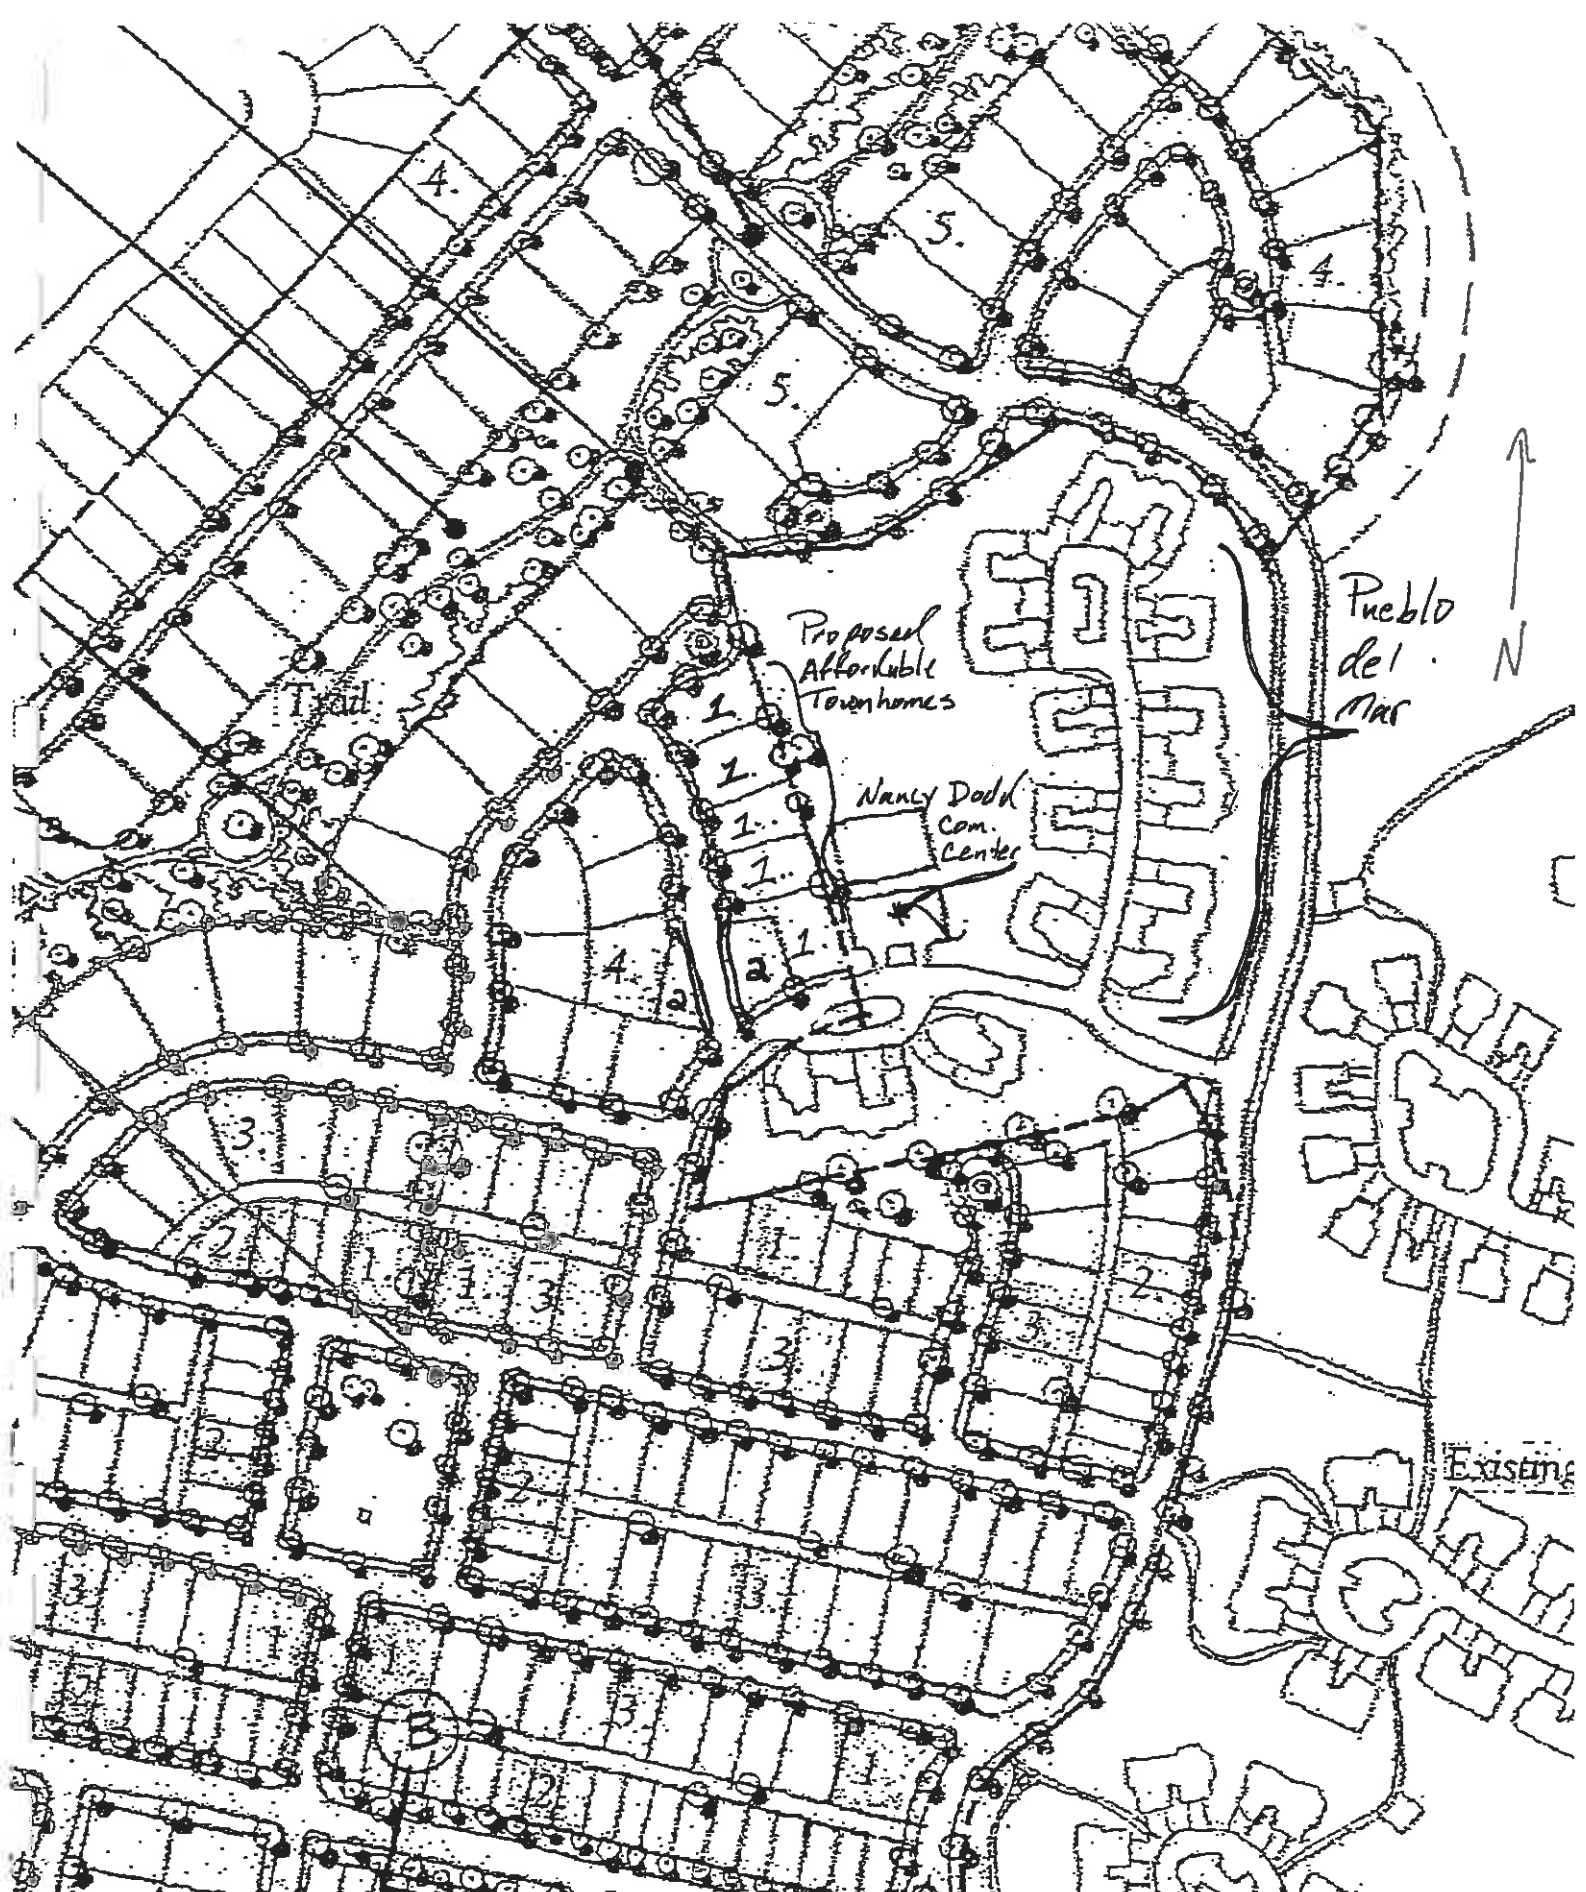 4.
5.
4.
5.
Pueblo
del.
Mar
N
Proposed
Affordable
Townhomes
Trail
1
1.
Nancy Dodd
Com.
Center
1..
1..
1.
4.
2
2
3.
2
1
1.
3
1.
2.
3
3
Existing
2
2
3
3
1
1
2
3
B
2
1